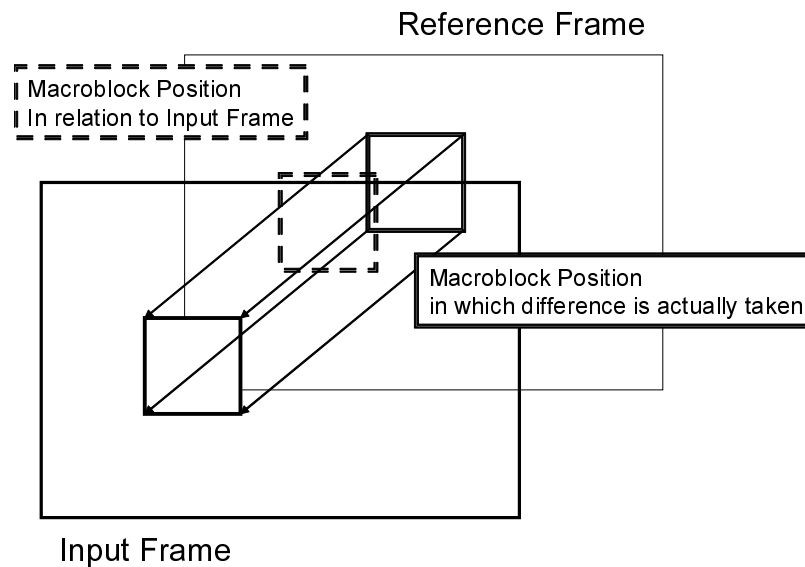 Reference Frame
Macroblock Position
In relation to Input Frame
Macroblock Position
in which difference is actually taken
Input Frame